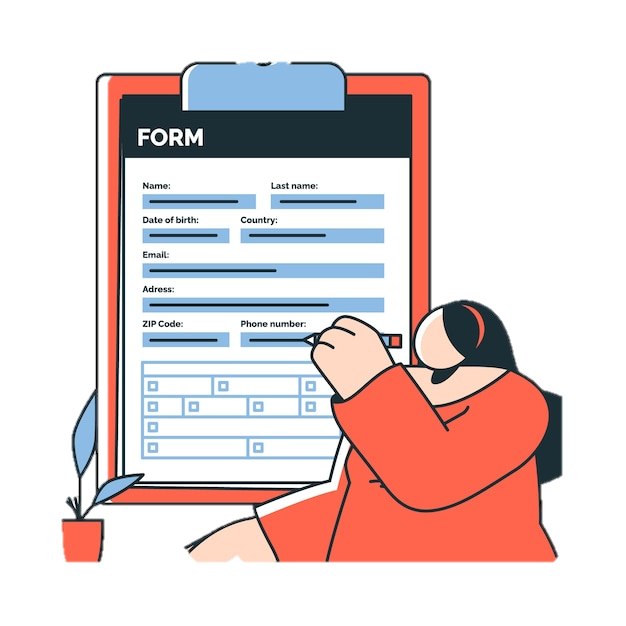 FORM
Name: Last name:
Date of birth: Country:
Email:
Adress:
ZIP Code: Phone number: